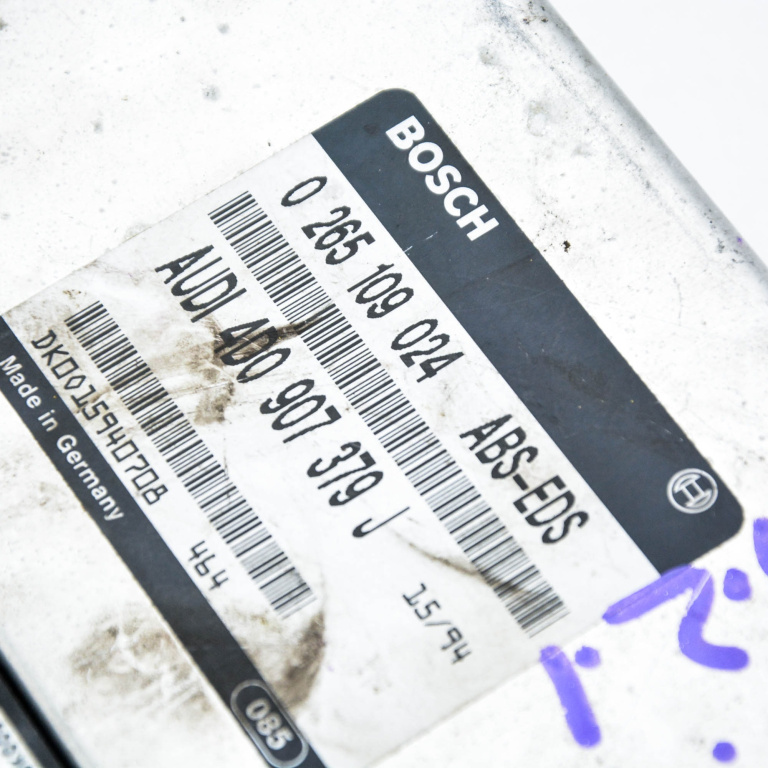 BOSCH
0 265 109 024 ABS-EDS
AUDI 4D0 907 379 J
15/94
DK0015940708 464
Made in Germany
085